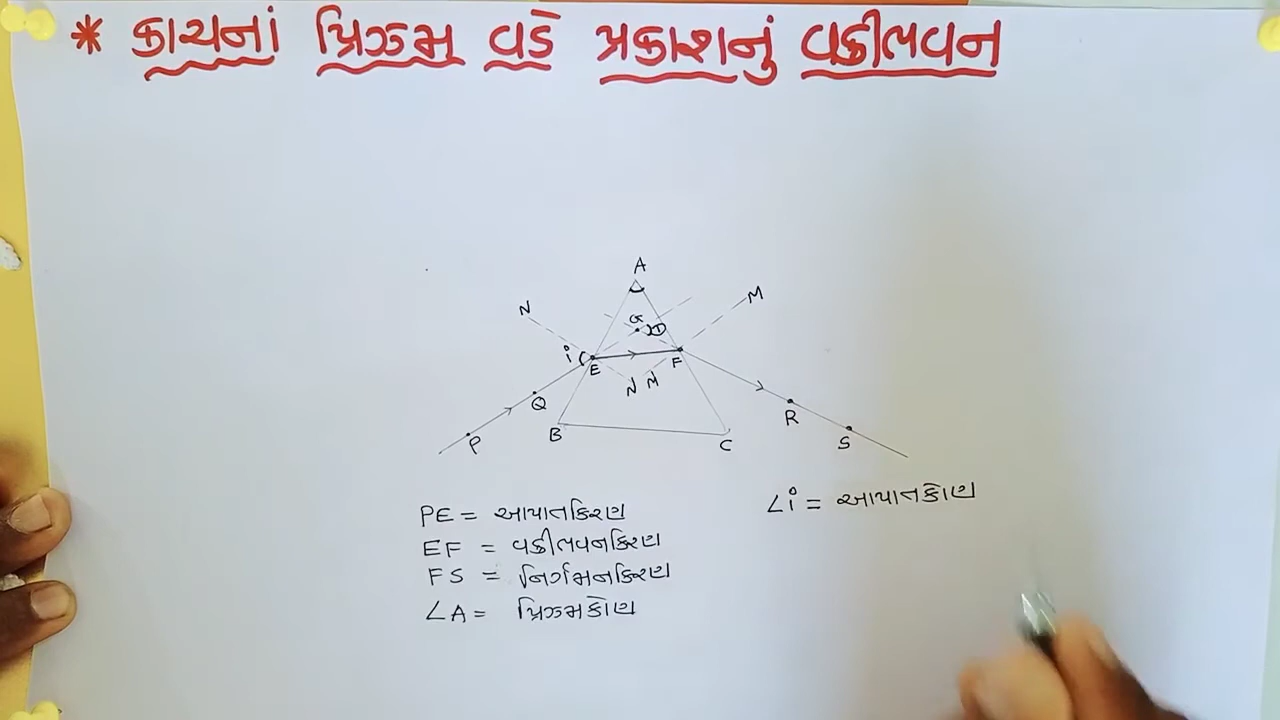 * કાચનાં પ્રિઝમ વડે પ્રકાશનું વક્રીભવન
A
N
M
G
D
i
E
F
N M
Q
P
B
C
R
S
PE = આપાતકિરણ
EF = વક્રીભવનકિરણ
FS = નિર્ગમનકિરણ
∠A = પ્રિઝમકોણ
∠i = આપાતકોણ